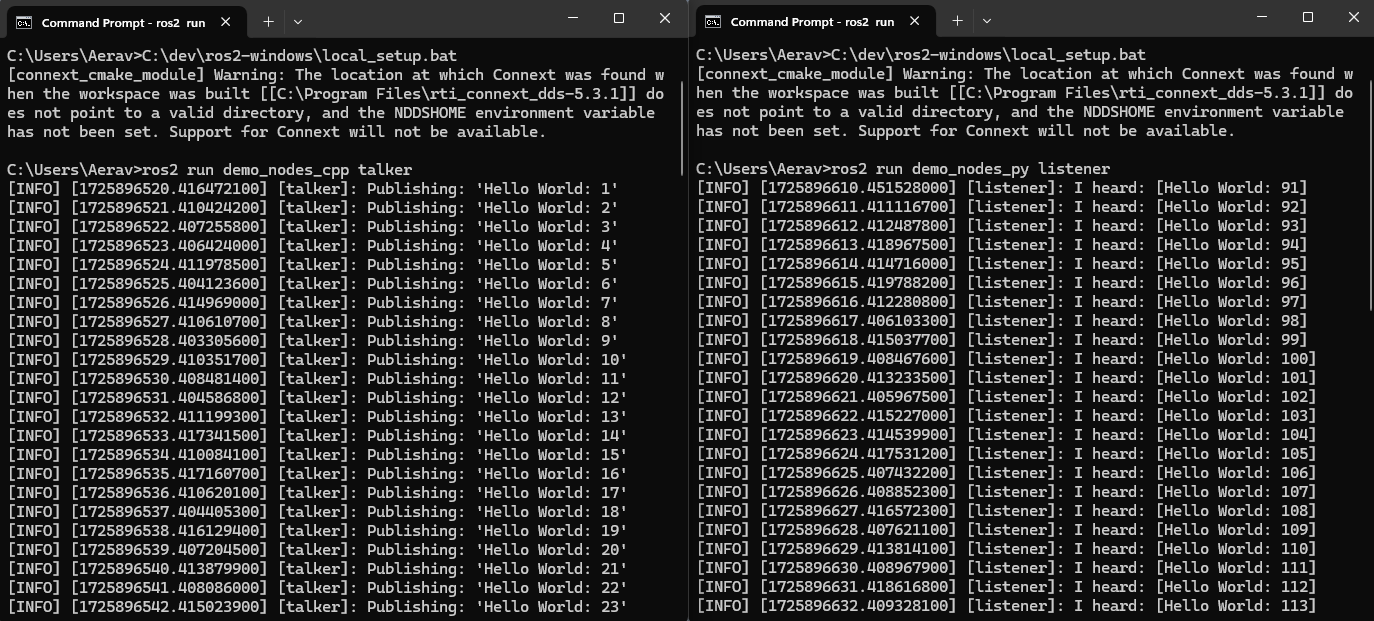 Command Prompt - ros2 run
C:\Users\Aerav>C:\dev\ros2-windows\local_setup.bat
[connext_cmake_module] Warning: The location at which Connext was found w
hen the workspace was built [[C:\Program Files\rti_connext_dds-5.3.1]] do
es not point to a valid directory, and the NDDSHOME environment variable
has not been set. Support for Connext will not be available.
C:\Users\Aerav>ros2 run demo_nodes_cpp talker
[INFO] [1725896520.416472100] [talker]: Publishing: 'Hello World: 1'
[INFO] [1725896521.410424200] [talker]: Publishing: 'Hello World: 2'
[INFO] [1725896522.407255800] [talker]: Publishing: 'Hello World: 3'
[INFO] [1725896523.406424000] [talker]: Publishing: 'Hello World: 4'
[INFO] [1725896524.411978500] [talker]: Publishing: 'Hello World: 5'
[INFO] [1725896525.404123600] [talker]: Publishing: 'Hello World: 6'
[INFO] [1725896526.414969000] [talker]: Publishing: 'Hello World: 7'
[INFO] [1725896527.410610700] [talker]: Publishing: 'Hello World: 8'
[INFO] [1725896528.403305600] [talker]: Publishing: 'Hello World: 9'
[INFO] [1725896529.410351700] [talker]: Publishing: 'Hello World: 10'
[INFO] [1725896530.408481400] [talker]: Publishing: 'Hello World: 11'
[INFO] [1725896531.404586800] [talker]: Publishing: 'Hello World: 12'
[INFO] [1725896532.411199300] [talker]: Publishing: 'Hello World: 13'
[INFO] [1725896533.417341500] [talker]: Publishing: 'Hello World: 14'
[INFO] [1725896534.410084100] [talker]: Publishing: 'Hello World: 15'
[INFO] [1725896535.417160700] [talker]: Publishing: 'Hello World: 16'
[INFO] [1725896536.410620100] [talker]: Publishing: 'Hello World: 17'
[INFO] [1725896537.404405300] [talker]: Publishing: 'Hello World: 18'
[INFO] [1725896538.416129400] [talker]: Publishing: 'Hello World: 19'
[INFO] [1725896539.407204500] [talker]: Publishing: 'Hello World: 20'
[INFO] [1725896540.413879900] [talker]: Publishing: 'Hello World: 21'
[INFO] [1725896541.408086000] [talker]: Publishing: 'Hello World: 22'
[INFO] [1725896542.415023900] [talker]: Publishing: 'Hello World: 23'
Command Prompt - ros2 run
C:\Users\Aerav>C:\dev\ros2-windows\local_setup.bat
[connext_cmake_module] Warning: The location at which Connext was found w
hen the workspace was built [[C:\Program Files\rti_connext_dds-5.3.1]] do
es not point to a valid directory, and the NDDSHOME environment variable
has not been set. Support for Connext will not be available.
C:\Users\Aerav>ros2 run demo_nodes_py listener
[INFO] [1725896610.451528000] [listener]: I heard: [Hello World: 91]
[INFO] [1725896611.411116700] [listener]: I heard: [Hello World: 92]
[INFO] [1725896612.412487800] [listener]: I heard: [Hello World: 93]
[INFO] [1725896613.418967500] [listener]: I heard: [Hello World: 94]
[INFO] [1725896614.414716000] [listener]: I heard: [Hello World: 95]
[INFO] [1725896615.419788200] [listener]: I heard: [Hello World: 96]
[INFO] [1725896616.412280800] [listener]: I heard: [Hello World: 97]
[INFO] [1725896617.406103300] [listener]: I heard: [Hello World: 98]
[INFO] [1725896618.415037700] [listener]: I heard: [Hello World: 99]
[INFO] [1725896619.408467600] [listener]: I heard: [Hello World: 100]
[INFO] [1725896620.413233500] [listener]: I heard: [Hello World: 101]
[INFO] [1725896621.405967500] [listener]: I heard: [Hello World: 102]
[INFO] [1725896622.415227000] [listener]: I heard: [Hello World: 103]
[INFO] [1725896623.414539900] [listener]: I heard: [Hello World: 104]
[INFO] [1725896624.417531200] [listener]: I heard: [Hello World: 105]
[INFO] [1725896625.407432200] [listener]: I heard: [Hello World: 106]
[INFO] [1725896626.408852300] [listener]: I heard: [Hello World: 107]
[INFO] [1725896627.416572300] [listener]: I heard: [Hello World: 108]
[INFO] [1725896628.407621100] [listener]: I heard: [Hello World: 109]
[INFO] [1725896629.413814100] [listener]: I heard: [Hello World: 110]
[INFO] [1725896630.408967900] [listener]: I heard: [Hello World: 111]
[INFO] [1725896631.418616800] [listener]: I heard: [Hello World: 112]
[INFO] [1725896632.409328100] [listener]: I heard: [Hello World: 113]